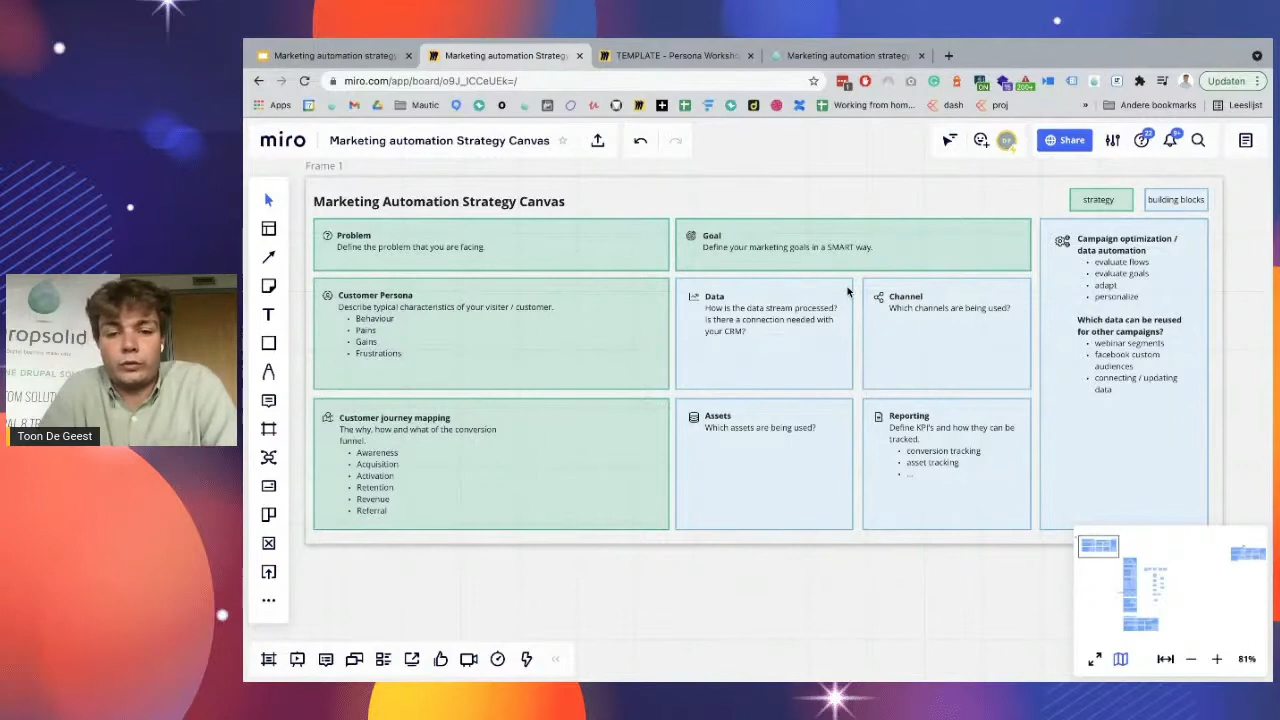 Marketing automation strategy
Marketing automation Strategy
TEMPLATE - Persona Worksho
Marketing automation strategy
miro.com/app/board/o9J_lCCeUEk=/
ON
200+
Updaten
Apps
Mautic
Working from hom...
dash
proj
»
Andere bookmarks
Leeslijst
miro
Marketing automation Strategy Canvas
Share
22
9+
Frame 1
Marketing Automation Strategy Canvas
strategy
building blocks
Problem
Define the problem that you are facing.
Goal
Define your marketing goals in a SMART way.
Customer Persona
Describe typical characteristics of your visitor / customer.
• Behaviour
• Pains
• Gains
• Frustrations
Data
How is the data stream processed?
Is there a connection needed with
your CRM?
Channel
Which channels are being used?
Customer journey mapping
The why, how and what of the conversion
funnel.
• Awareness
• Acquisition
• Activation
• Retention
• Revenue
• Referral
Assets
Which assets are being used?
Reporting
Define KPI's and how they can be
tracked.
• conversion tracking
• asset tracking
• ...
Campaign optimization /
data automation
• evaluate flows
• evaluate goals
• adapt
• personalize
Which data can be reused
for other campaigns?
• webinar segments
• facebook custom
audiences
• connecting / updating
data
81%
ropsolid
Toon De Geest